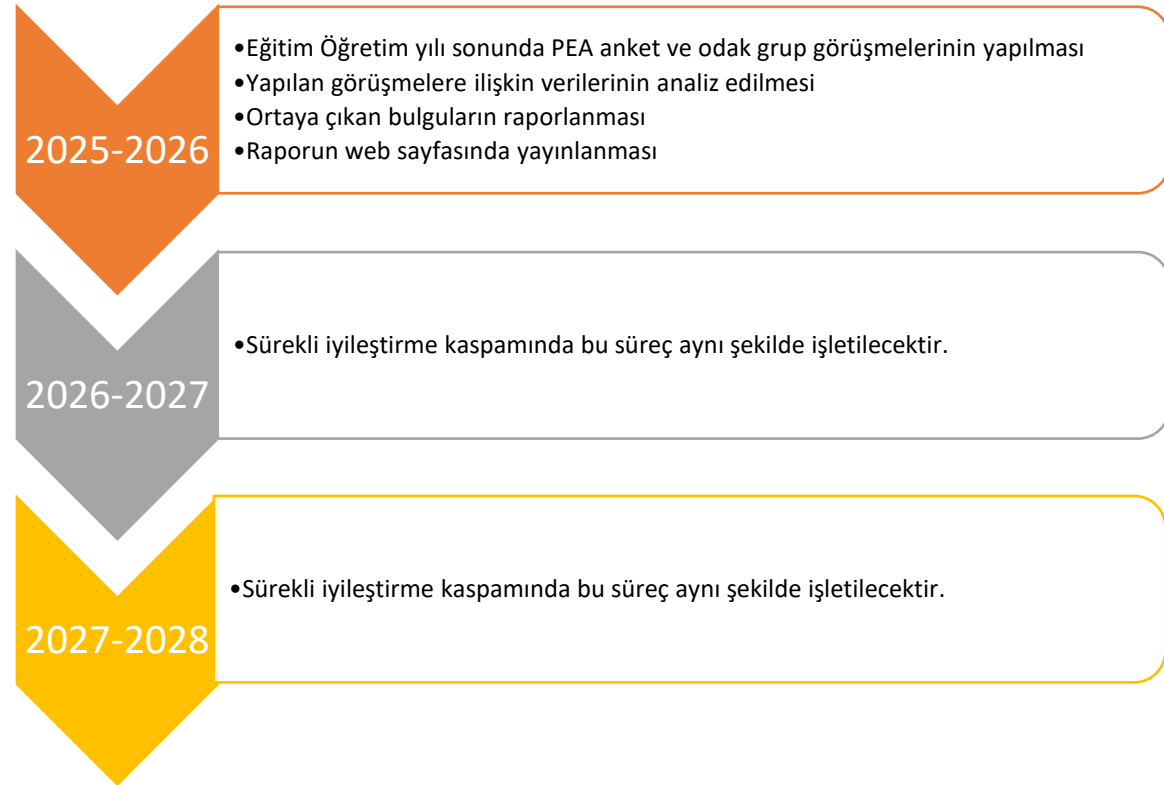 2025-2026
•Eğitim Öğretim yılı sonunda PEA anket ve odak grup görüşmelerinin yapılması
•Yapılan görüşmelere ilişkin verilerinin analiz edilmesi
•Ortaya çıkan bulguların raporlanması
•Raporun web sayfasında yayınlanması
2026-2027
•Sürekli iyileştirme kaspamında bu süreç aynı şekilde işletilecektir.
2027-2028
•Sürekli iyileştirme kaspamında bu süreç aynı şekilde işletilecektir.